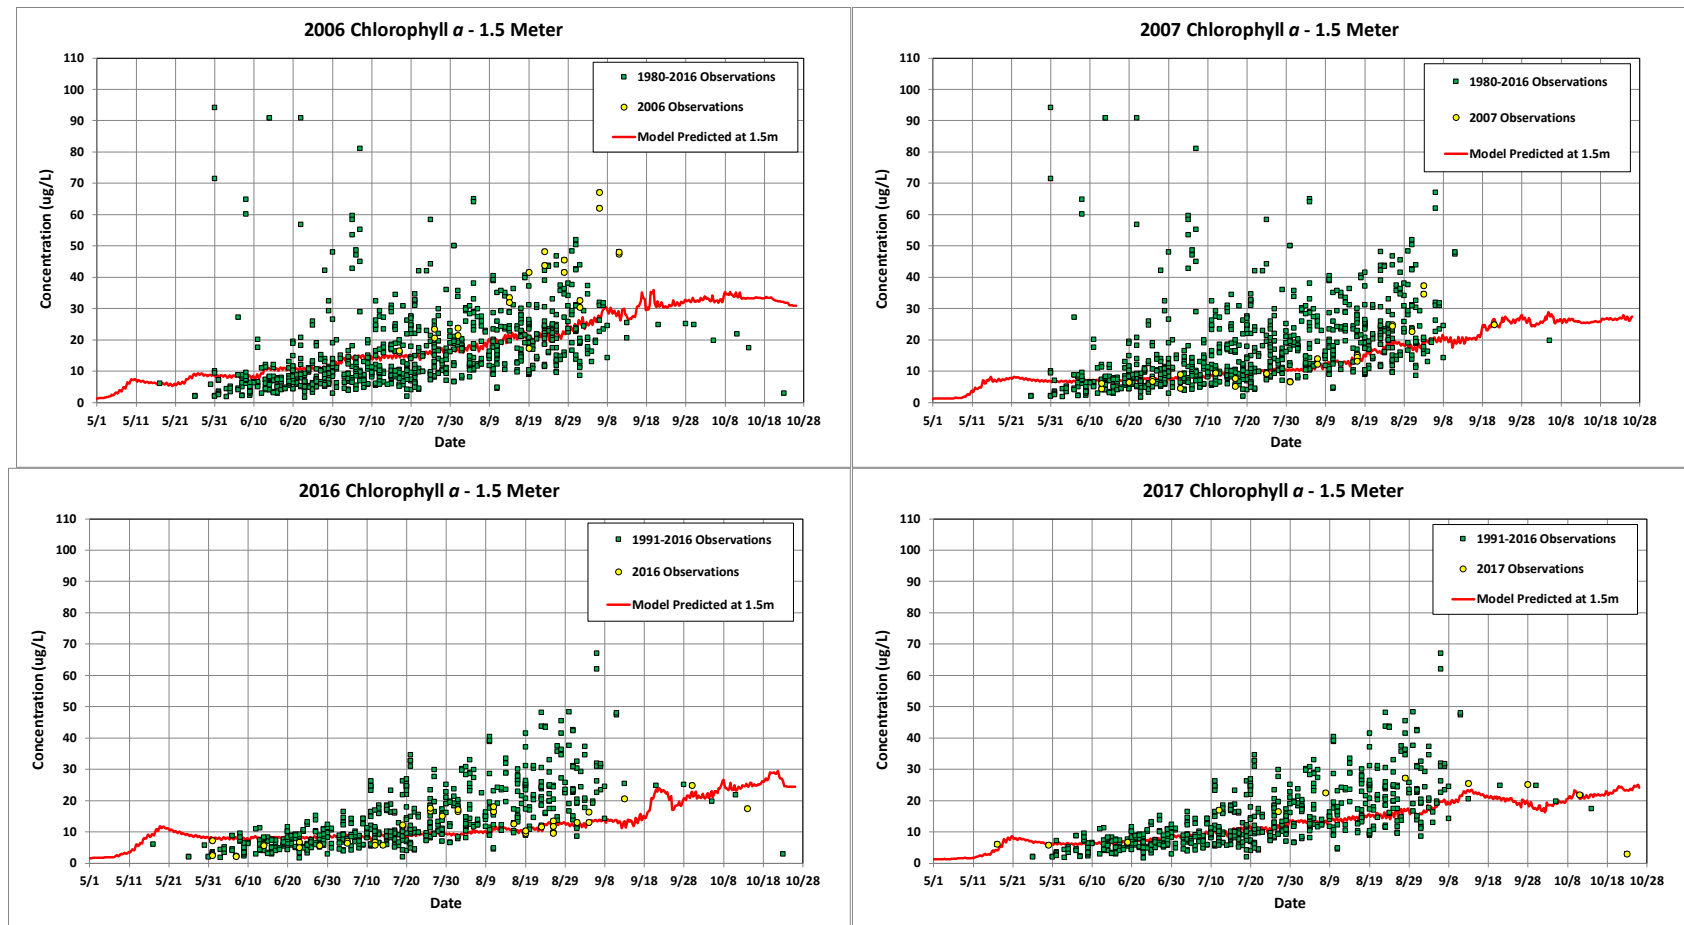 2006 Chlorophyll a - 1.5 Meter
110
100
90
80
70
60
50
40
30
20
10
0
Concentration (ug/L)
1980-2016 Observations
2006 Observations
Model Predicted at 1.5m
5/1 5/11 5/21 5/31 6/10 6/20 6/30 7/10 7/20 7/30 8/9 8/19 8/29 9/8 9/18 9/28 10/8 10/18 10/28
Date
2007 Chlorophyll a - 1.5 Meter
110
100
90
80
70
60
50
40
30
20
10
0
Concentration (ug/L)
1980-2016 Observations
2007 Observations
Model Predicted at 1.5m
5/1 5/11 5/21 5/31 6/10 6/20 6/30 7/10 7/20 7/30 8/9 8/19 8/29 9/8 9/18 9/28 10/8 10/18 10/28
Date
2016 Chlorophyll a - 1.5 Meter
110
100
90
80
70
60
50
40
30
20
10
0
Concentration (ug/L)
1991-2016 Observations
2016 Observations
Model Predicted at 1.5m
5/1 5/11 5/21 5/31 6/10 6/20 6/30 7/10 7/20 7/30 8/9 8/19 8/29 9/8 9/18 9/28 10/8 10/18 10/28
Date
2017 Chlorophyll a - 1.5 Meter
110
100
90
80
70
60
50
40
30
20
10
0
Concentration (ug/L)
1991-2016 Observations
2017 Observations
Model Predicted at 1.5m
5/1 5/11 5/21 5/31 6/10 6/20 6/30 7/10 7/20 7/30 8/9 8/19 8/29 9/8 9/18 9/28 10/8 10/18 10/28
Date